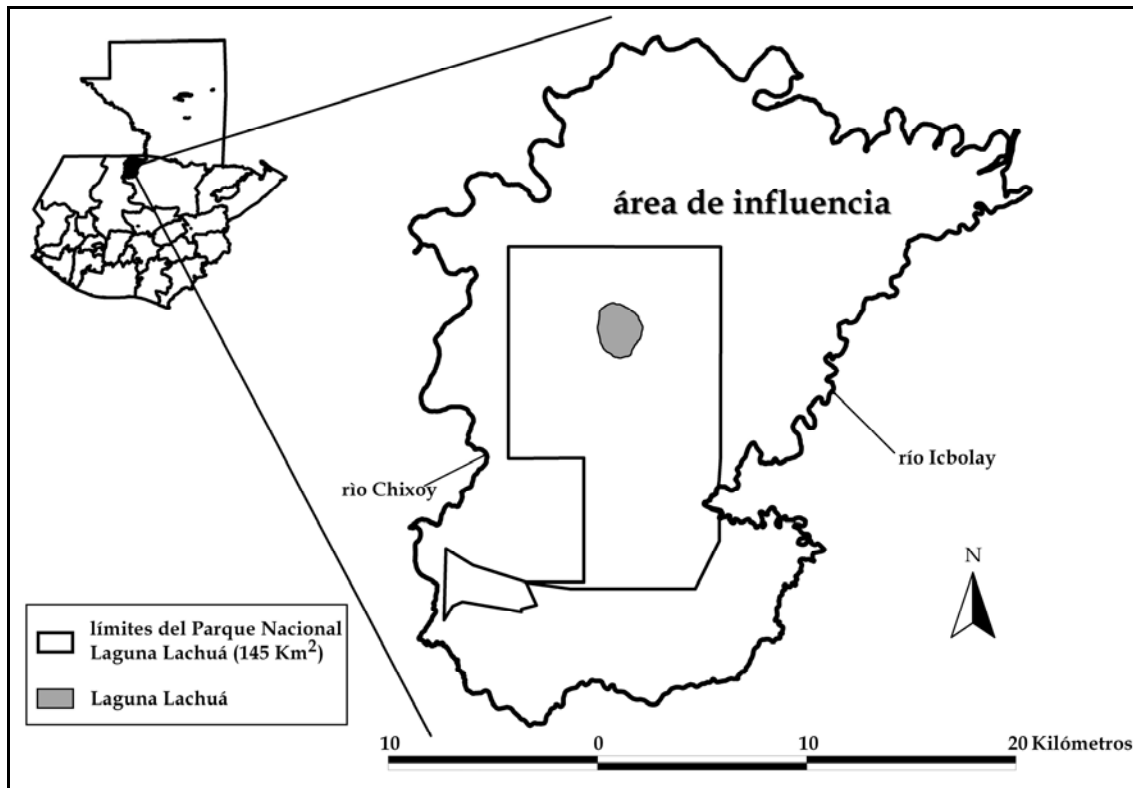 área de influencia
río Icbolay
rìo Chixoy
N
límites del Parque Nacional
Laguna Lachuá (145 Km²)
Laguna Lachuá
10 0 10 20 Kilómetros